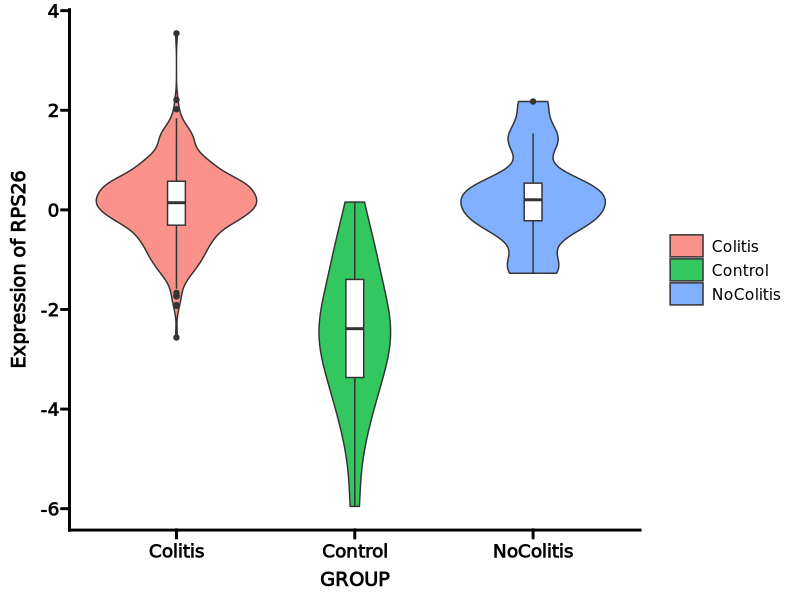 4
2
0
-2
-4
-6
Expression of RPS26
Colitis
Control
NoColitis
GROUP
Colitis
Control
NoColitis